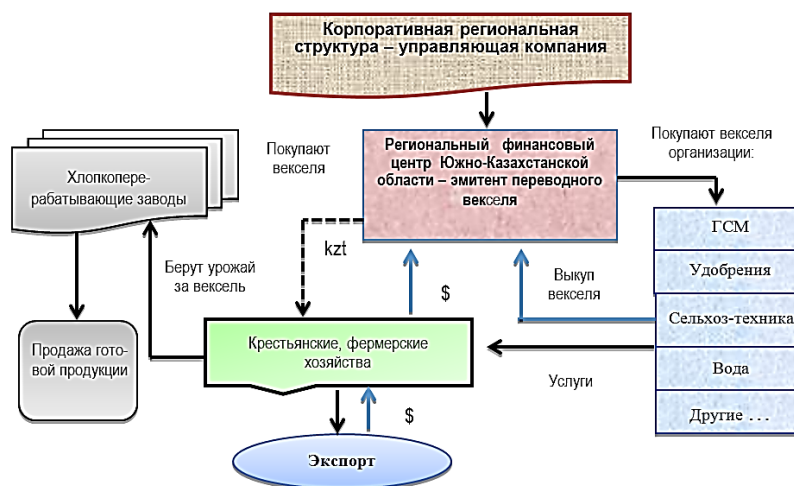 Корпоративная региональная
структура – управляющая компания
Покупают
векселя
Региональный финансовый
центр Южно-Казахстанской
области – эмитент переводного
векселя
Покупают векселя
организации:
Хлопкопере-
рабатывающие заводы
ГСМ
Удобрения
Сельхоз-техника
Вода
Другие ...
kzt
$
Выкуп
векселя
Берут урожай
за вексель
Продажа гото-
вой продукции
Крестьянские, фермерские
хозяйства
Услуги
$
Экспорт